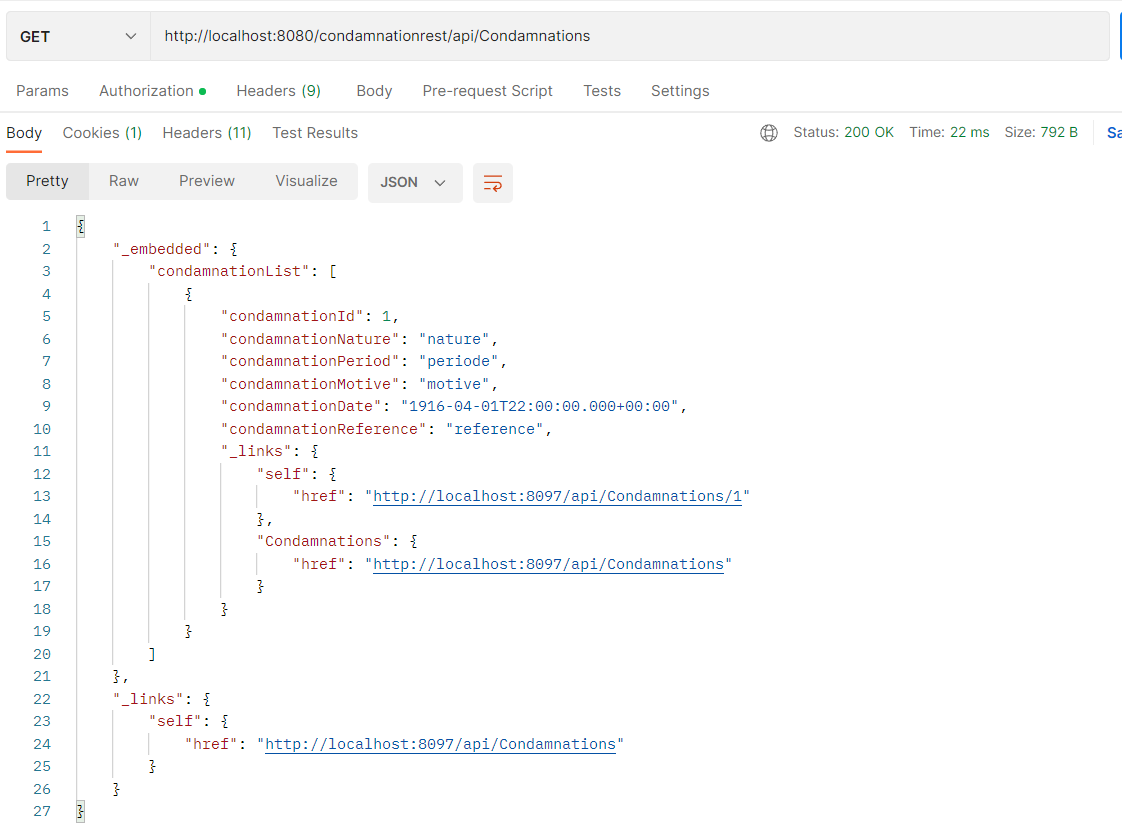 GET http://localhost:8080/condamnationrest/api/Condamnations
Params Authorization Headers (9) Body Pre-request Script Tests Settings
Body Cookies (1) Headers (11) Test Results Status: 200 OK Time: 22 ms Size: 792 B Sa
Pretty Raw Preview Visualize JSON
1 {
2 "_embedded": {
3 "condamnationList": [
4 {
5 "condamnationId": 1,
6 "condamnationNature": "nature",
7 "condamnationPeriod": "periode",
8 "condamnationMotive": "motive",
9 "condamnationDate": "1916-04-01T22:00:00.000+00:00",
10 "condamnationReference": "reference",
11 "_links": {
12 "self": {
13 "href": "http://localhost:8097/api/Condamnations/1"
14 },
15 "Condamnations": {
16 "href": "http://localhost:8097/api/Condamnations"
17 }
18 }
19 }
20 ]
21 },
22 "_links": {
23 "self": {
24 "href": "http://localhost:8097/api/Condamnations"
25 }
26 }
27 }